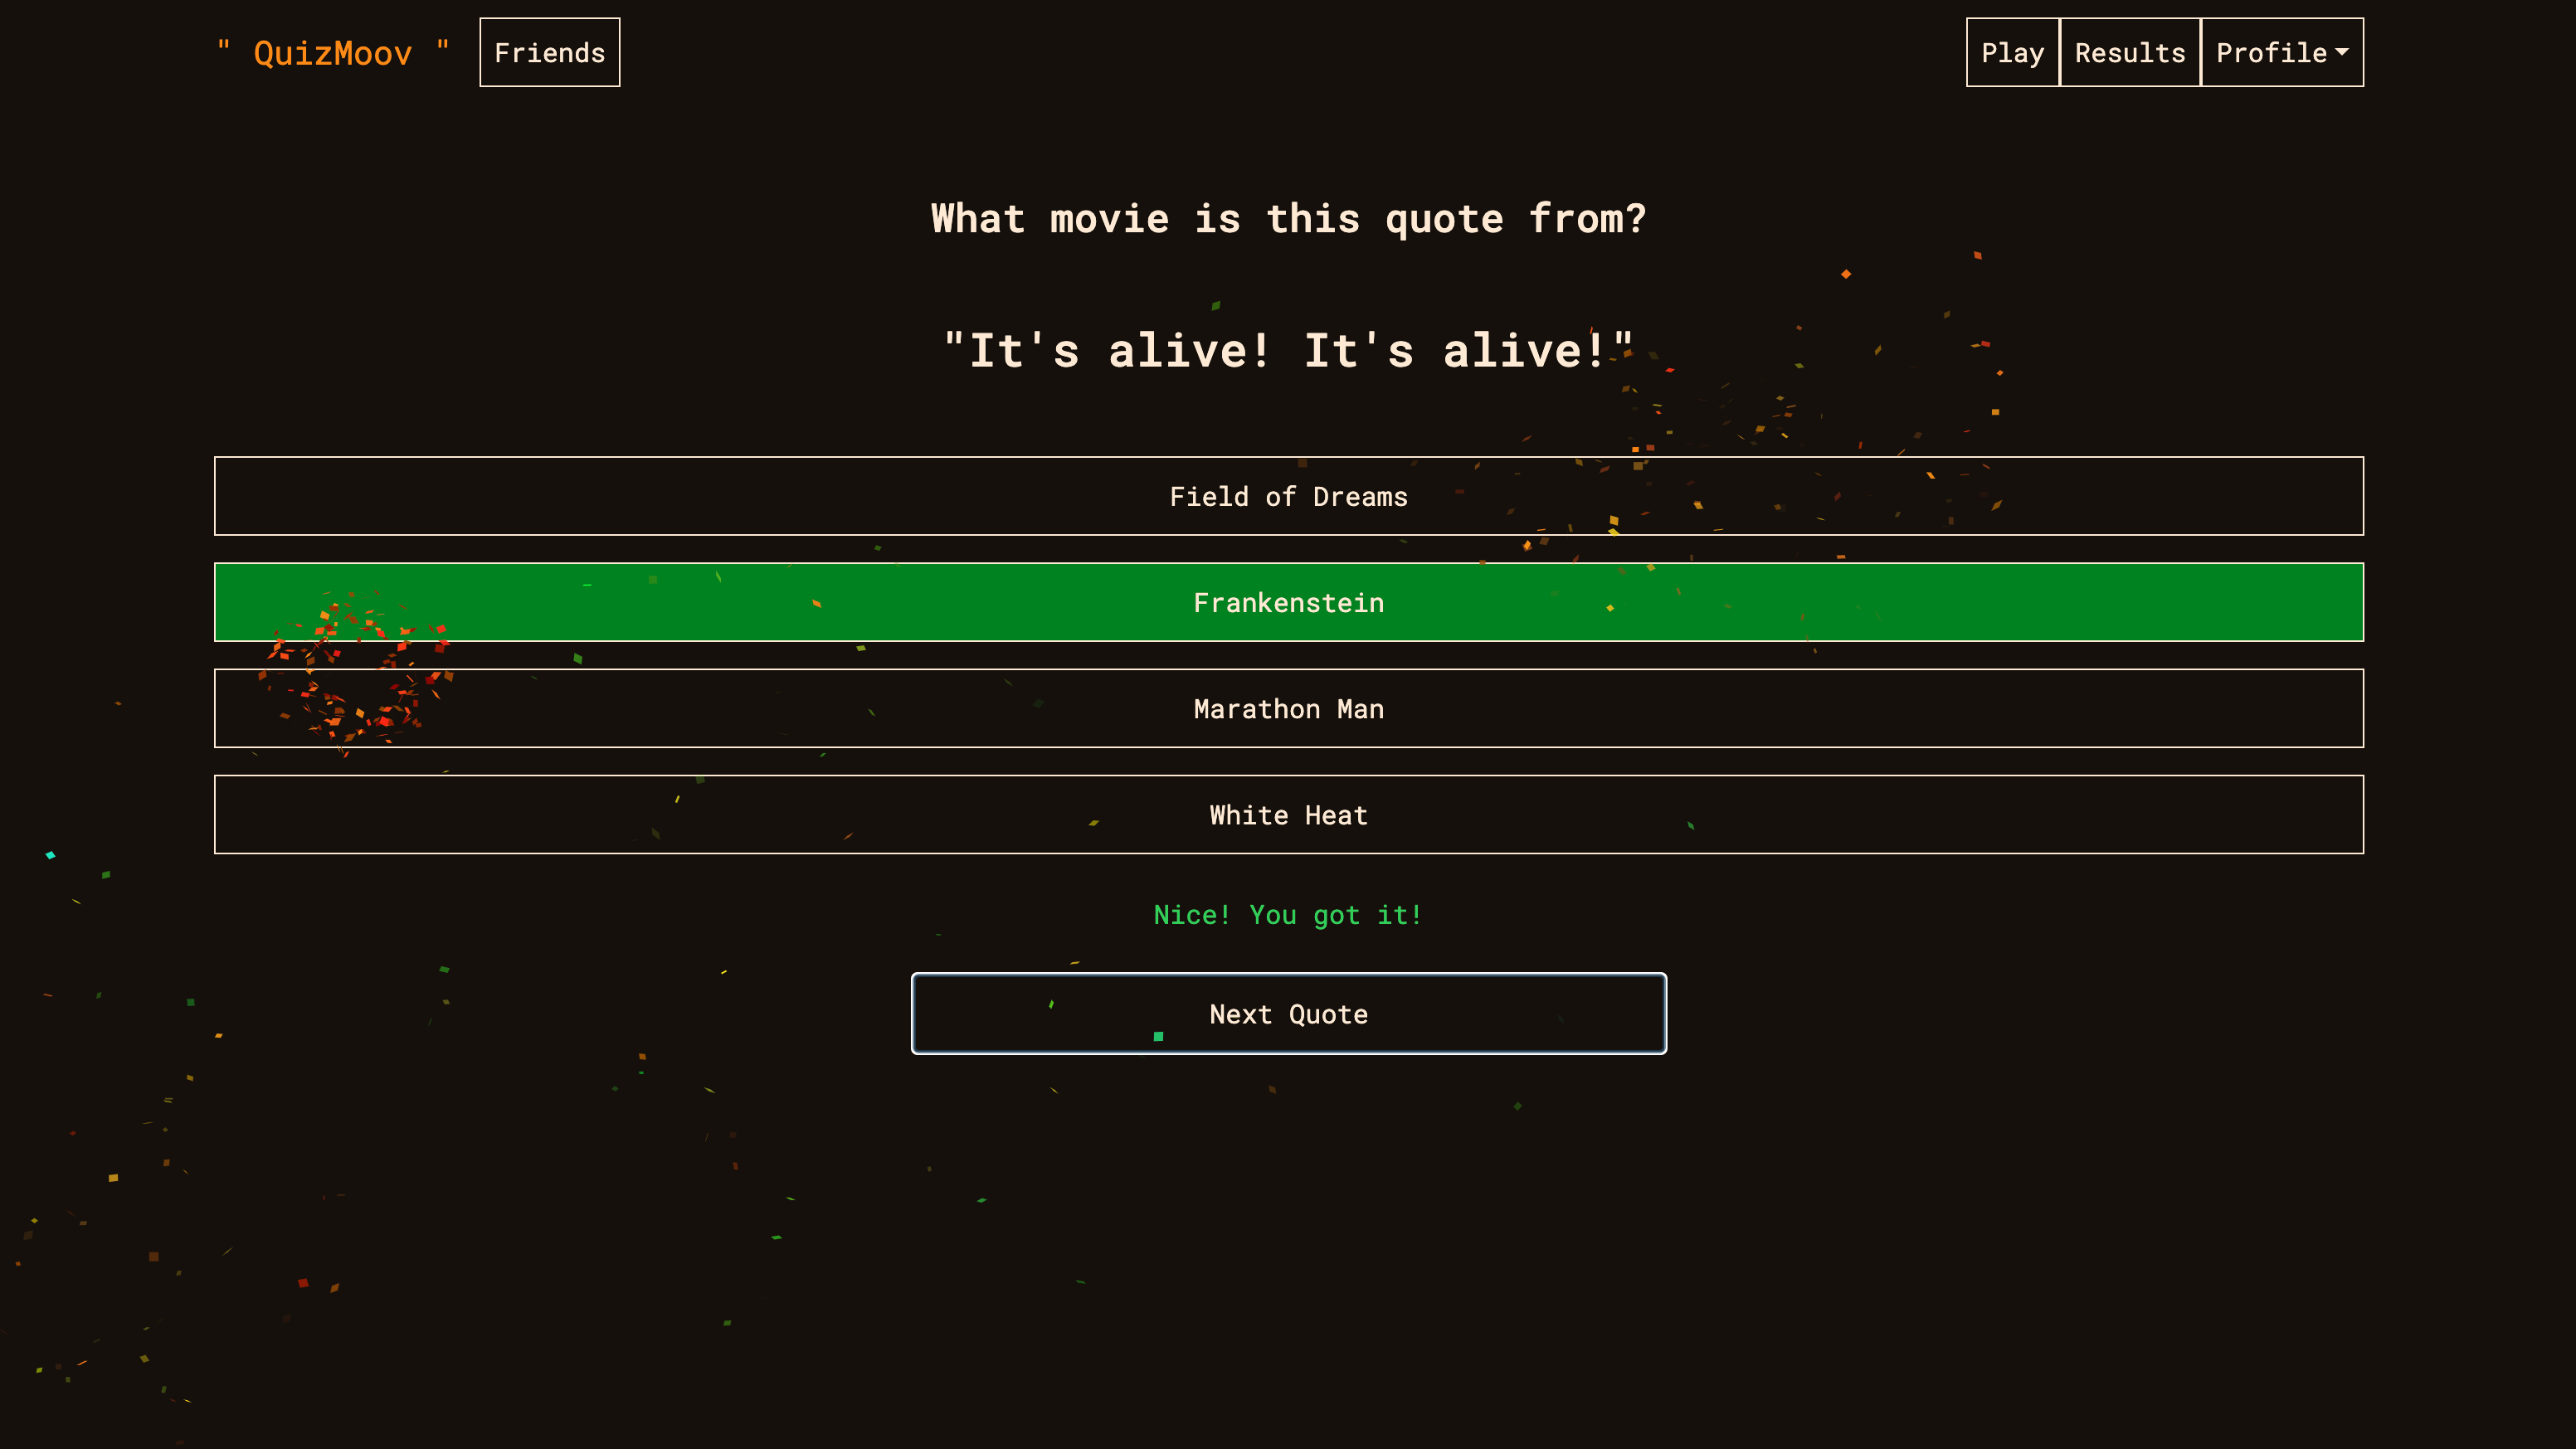 " QuizMoov " Friends Play Results Profile
What movie is this quote from?
"It's alive! It's alive!"
Field of Dreams
Frankenstein
Marathon Man
White Heat
Nice! You got it!
Next Quote